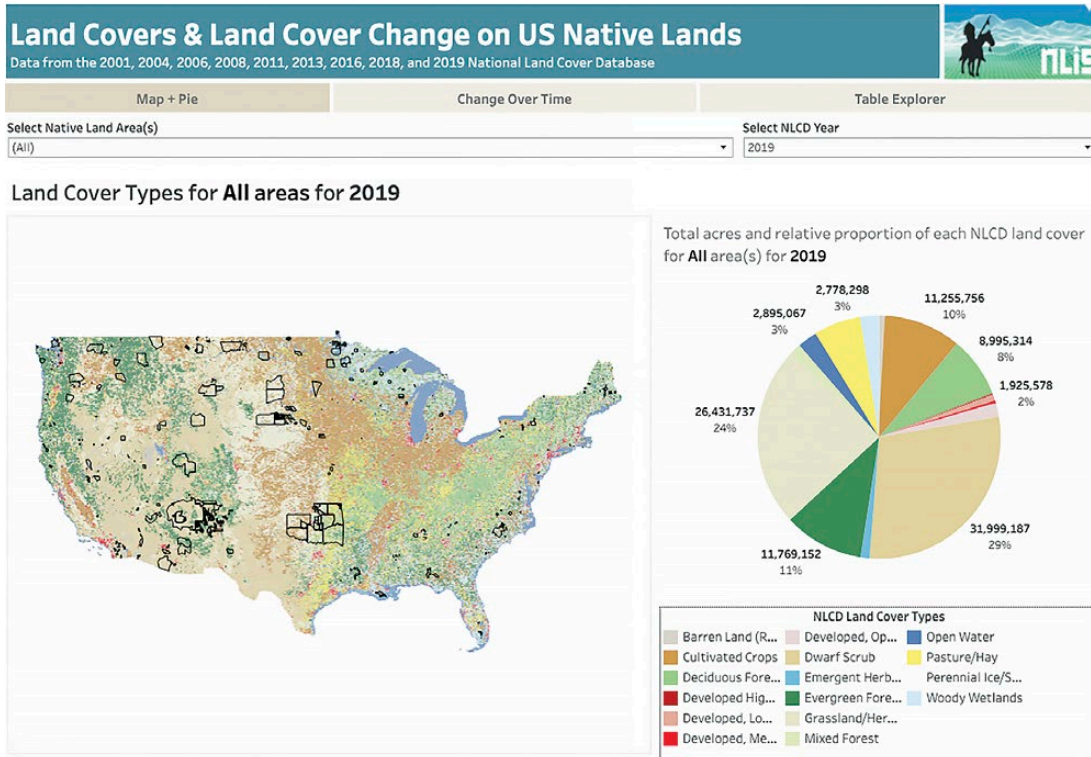 Land Covers & Land Cover Change on US Native Lands
Data from the 2001, 2004, 2006, 2008, 2011, 2013, 2016, 2018, and 2019 National Land Cover Database
NLIS
Map + Pie
Change Over Time
Table Explorer
Select Native Land Area(s)
Select NLCD Year
(All)
2019
Land Cover Types for All areas for 2019
Total acres and relative proportion of each NLCD land cover
for All area(s) for 2019
2,778,298
3%
2,895,067
3%
11,255,756
10%
8,995,314
8%
1,925,578
2%
26,431,737
24%
31,999,187
29%
11,769,152
11%
NLCD Land Cover Types
Barren Land (R...
Developed, Op...
Open Water
Cultivated Crops
Dwarf Scrub
Pasture/Hay
Deciduous Fore...
Emergent Herb...
Perennial Ice/S...
Developed Hig...
Evergreen Fore...
Woody Wetlands
Developed, Lo...
Grassland/Her...
Developed, Me...
Mixed Forest